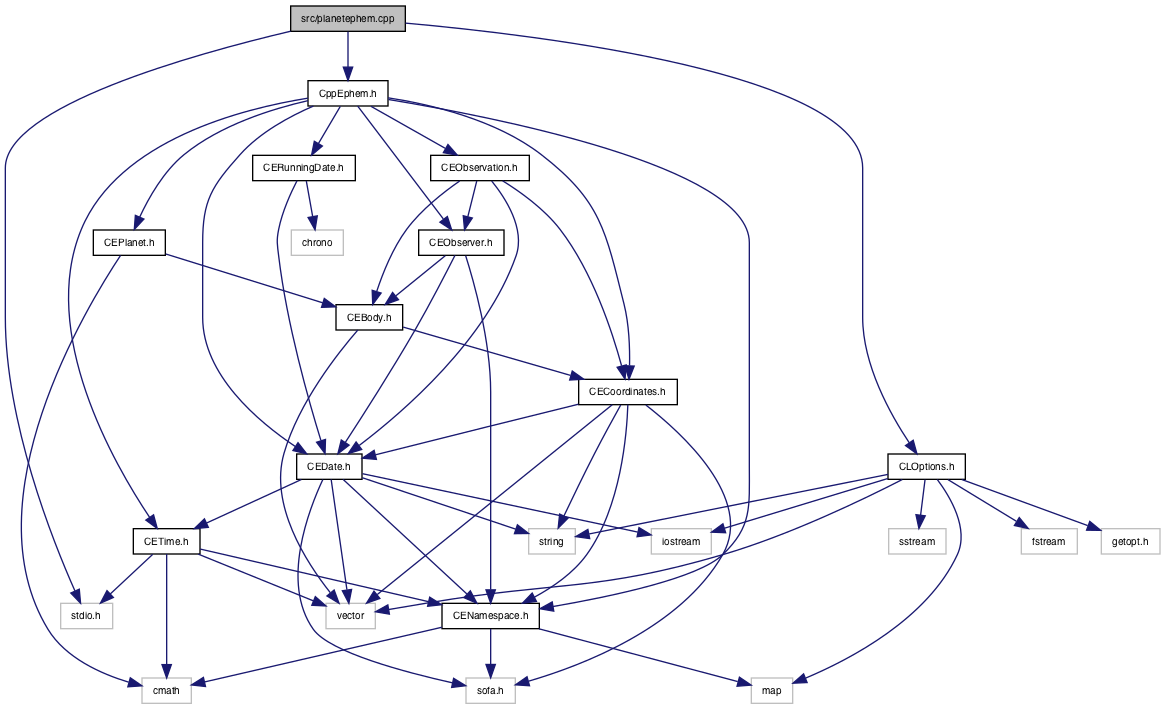 src/planetephem.cpp
CppEphem.h
CERunningDate.h
CEObservation.h
CEPlanet.h
chrono
CEObserver.h
CEBody.h
CECoordinates.h
CEDate.h
CLOptions.h
CETime.h
string
iostream
sstream
fstream
getopt.h
stdio.h
vector
CENamespace.h
cmath
sofa.h
map